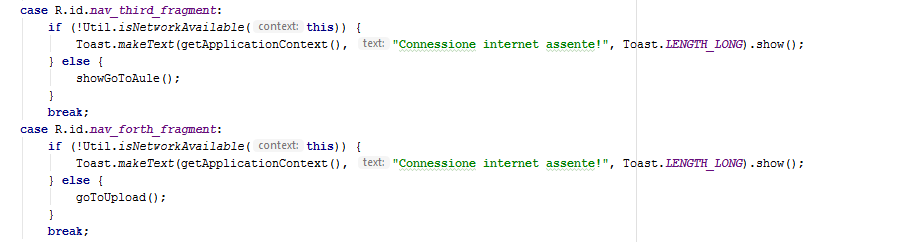 case R.id.nav_third_fragment:
if (!Util.isNetworkAvailable( context: this)) {
Toast.makeText(getApplicationContext(), text: "Connessione internet assente!", Toast.LENGTH_LONG).show();
} else {
showGoToAule();
}
break;
case R.id.nav_forth_fragment:
if (!Util.isNetworkAvailable( context: this)) {
Toast.makeText(getApplicationContext(), text: "Connessione internet assente!", Toast.LENGTH_LONG).show();
} else {
goToUpload();
}
break;